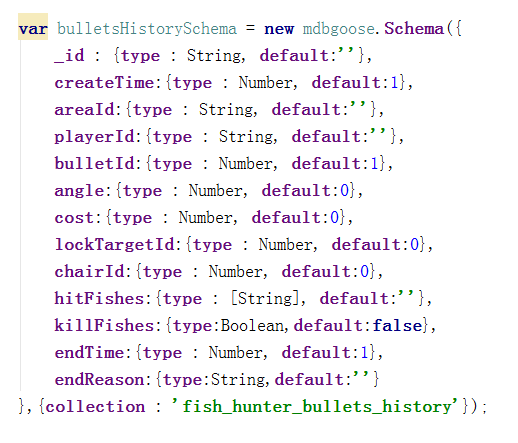 var bulletsHistorySchema = new mdbgoose.Schema({
_id : {type : String, default:''},
createTime:{type : Number, default:1},
areaId:{type : String, default:''},
playerId:{type : String, default:''},
bulletId:{type : Number, default:1},
angle:{type : Number, default:0},
cost:{type : Number, default:0},
lockTargetId:{type : Number, default:0},
chairId:{type : Number, default:0},
hitFishes:{type : [String], default:''},
killFishes:{type:Boolean,default:false},
endTime:{type : Number, default:1},
endReason:{type:String,default:''}
},{collection : 'fish_hunter_bullets_history'});